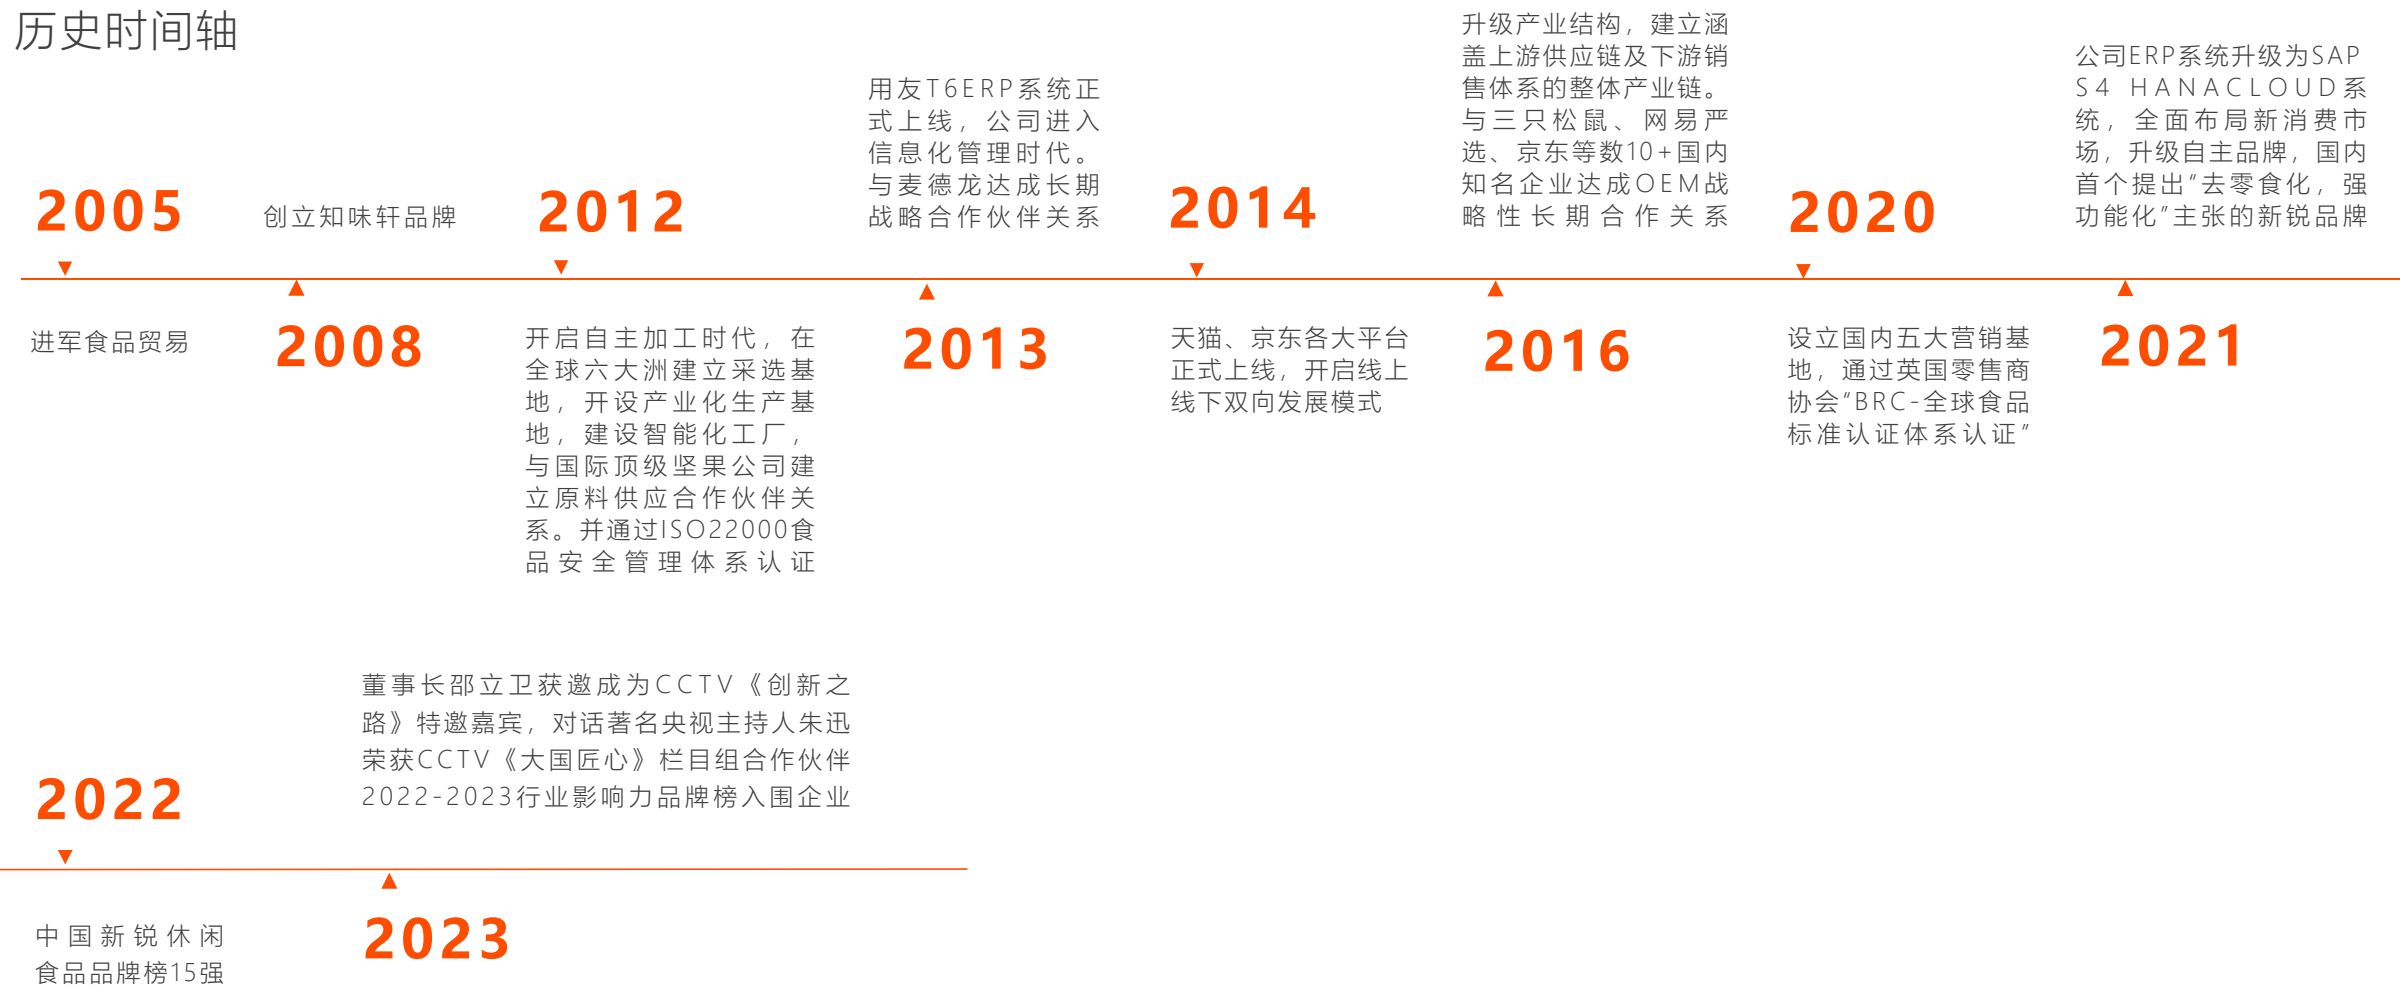 历史时间轴
2005
进军食品贸易
创立知味轩品牌
2008
2012
开启自主加工时代，在
全球六大洲建立采选基
地，开设产业化生产基
地，建设智能化工厂，
与国际顶级坚果公司建
立原料供应合作伙伴关
系。并通过ISO22000食
品安全管理体系认证
用友T6ERP系统正
式上线，公司进入
信息化管理时代。
与麦德龙达成长期
战略合作伙伴关系
2013
2014
天猫、京东各大平台
正式上线，开启线上
线下双向发展模式
升级产业结构，建立涵
盖上游供应链及下游销
售体系的整体产业链。
与三只松鼠、网易严
选、京东等数10+国内
知名企业达成OEM战
略性长期合作关系
2016
2020
设立国内五大营销基
地，通过英国零售商
协会“BRC-全球食品
标准认证体系认证”
公司ERP系统升级为SAP
S4 HANACLOUD系
统，全面布局新消费市
场，升级自主品牌，国内
首个提出“去零食化，强
功能化”主张的新锐品牌
2021
2022
中国新锐休闲
食品品牌榜15强
董事长邵立卫获邀成为CCTV《创新之
路》特邀嘉宾，对话著名央视主持人朱迅
荣获CCTV《大国匠心》栏目组合作伙伴
2022-2023行业影响力品牌榜入围企业
2023